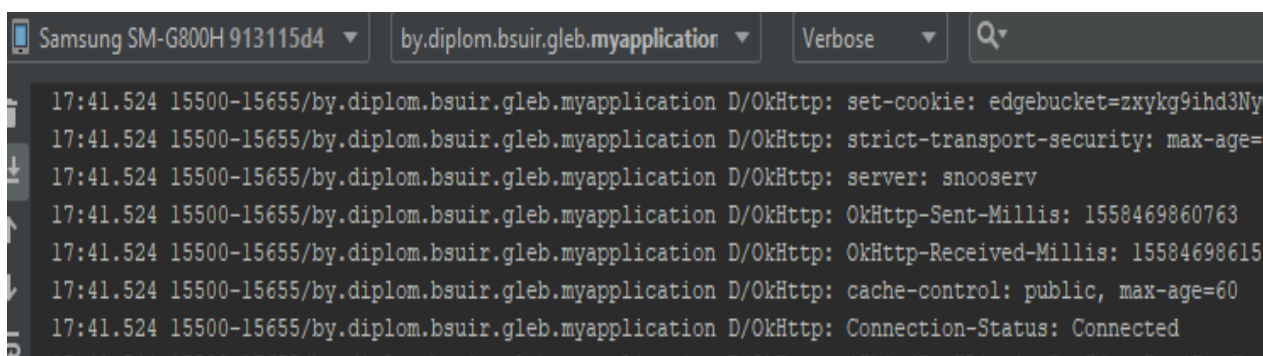 Samsung SM-G800H 913115d4 by.diplom.bsuir.gleb.myapplication Verbose
17:41.524 15500-15655/by.diplom.bsuir.gleb.myapplication D/OkHttp: set-cookie: edgebucket=zxykg9ihd3Ny
17:41.524 15500-15655/by.diplom.bsuir.gleb.myapplication D/OkHttp: strict-transport-security: max-age=
17:41.524 15500-15655/by.diplom.bsuir.gleb.myapplication D/OkHttp: server: snooserv
17:41.524 15500-15655/by.diplom.bsuir.gleb.myapplication D/OkHttp: OkHttp-Sent-Millis: 1558469860763
17:41.524 15500-15655/by.diplom.bsuir.gleb.myapplication D/OkHttp: OkHttp-Received-Millis: 15584698615
17:41.524 15500-15655/by.diplom.bsuir.gleb.myapplication D/OkHttp: cache-control: public, max-age=60
17:41.524 15500-15655/by.diplom.bsuir.gleb.myapplication D/OkHttp: Connection-Status: Connected